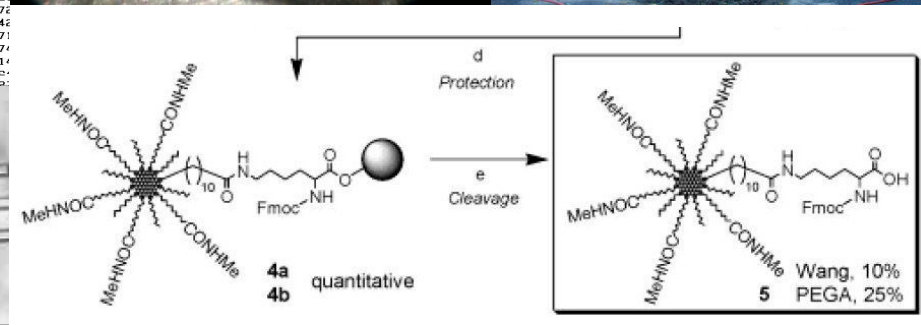 d
Protection
MeHNOC
CONHMe
MeHNOC
CONHMe
MeHNOC
H
N
10
O
O
O
NH
Fmoc
4a
4b
quantitative
e
Cleavage
MeHNOC
CONHMe
MeHNOC
CONHMe
MeHNOC
H
N
10
O
O
OH
NH
Fmoc
Wang, 10%
5 PEGA, 25%